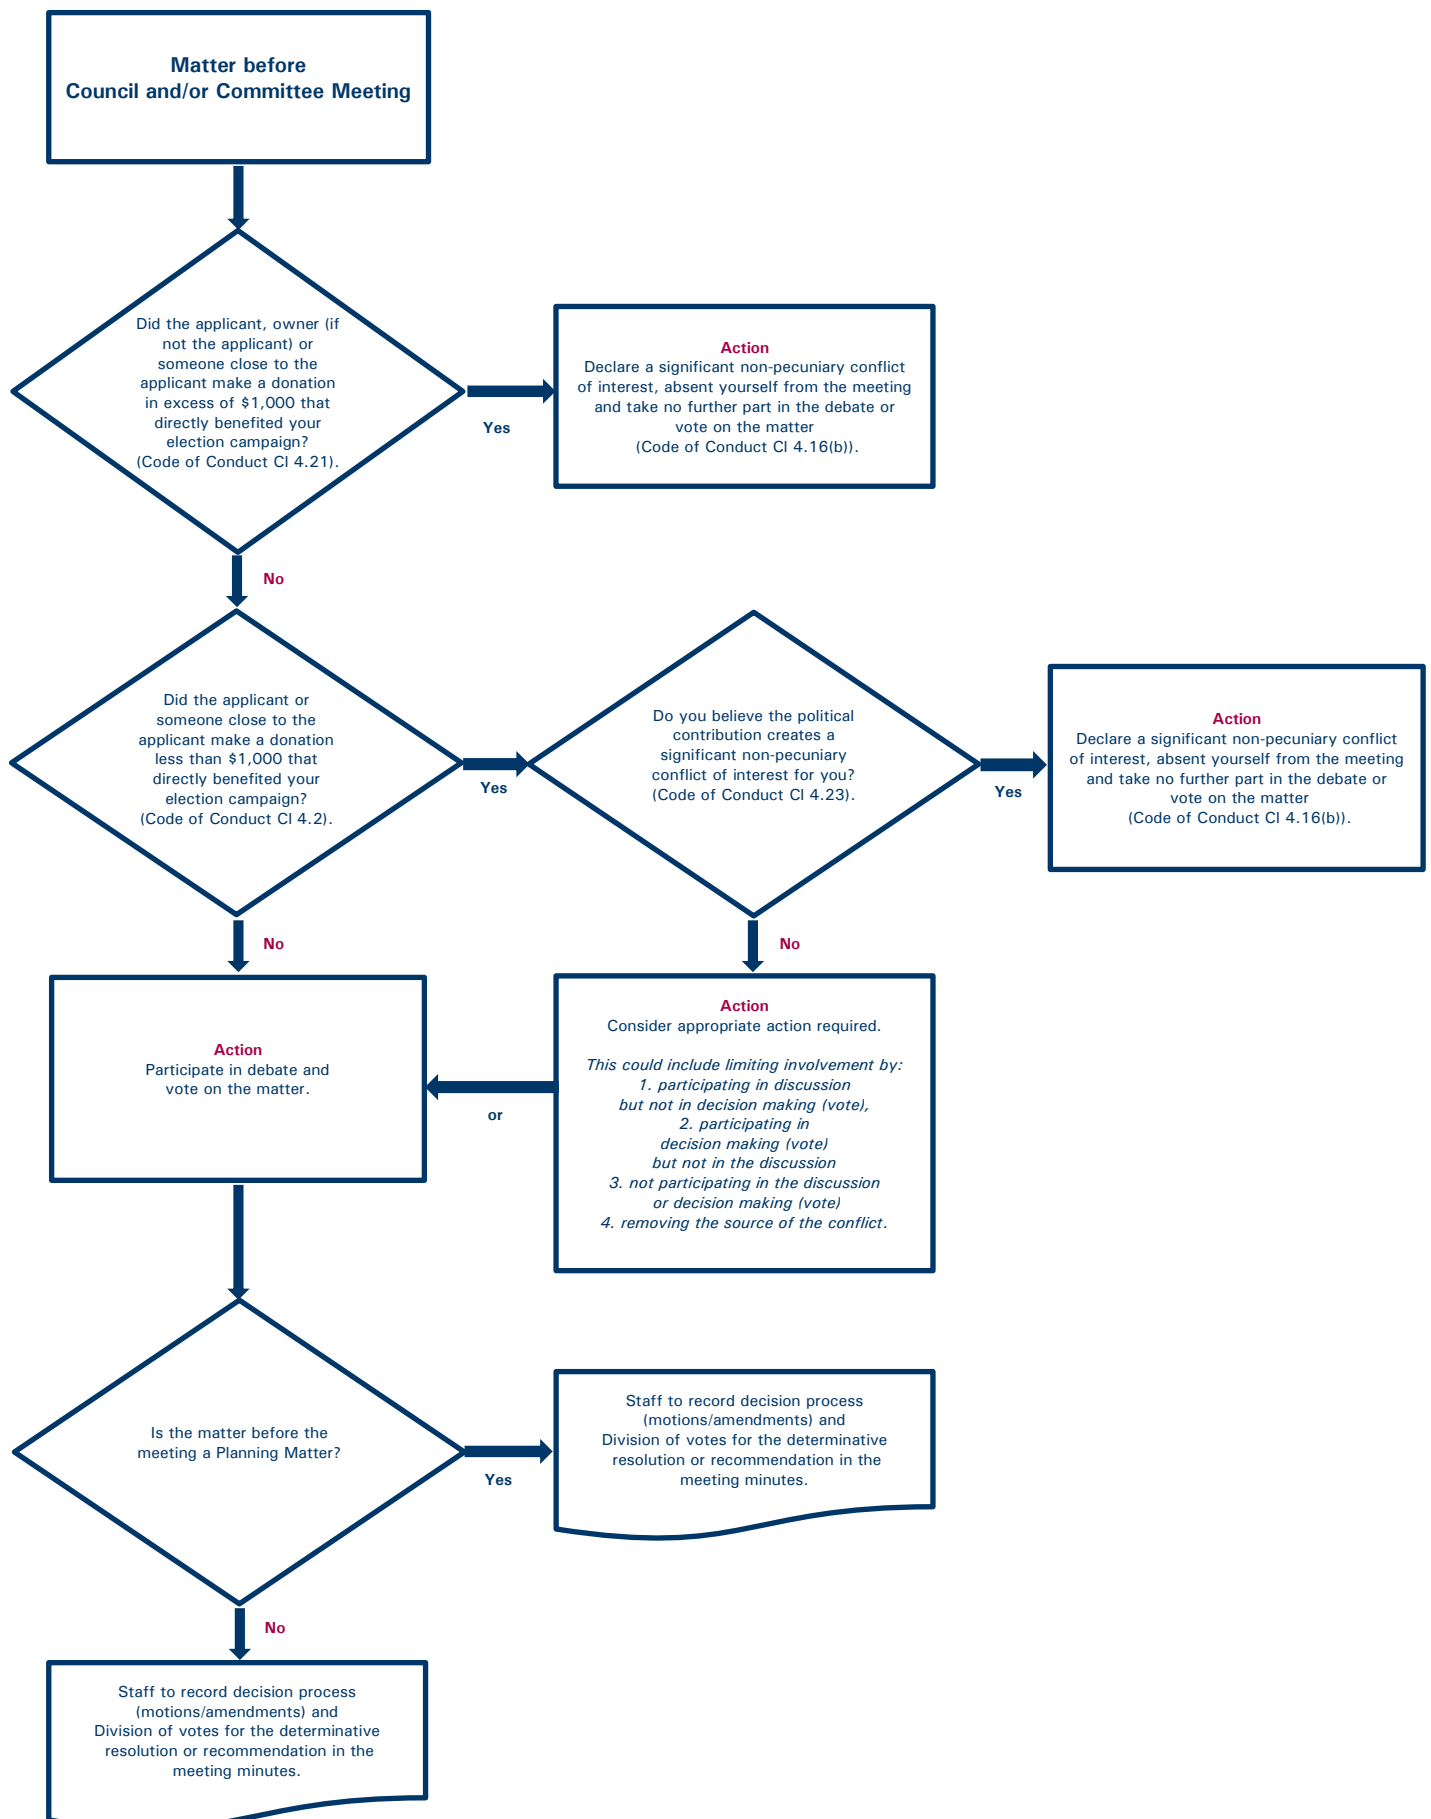 Matter before
Council and/or Committee Meeting
Did the applicant, owner (if
not the applicant) or
someone close to the
applicant make a donation
in excess of $1,000 that
directly benefited your
election campaign?
(Code of Conduct Cl 4.21).
Yes
Action
Declare a significant non-pecuniary conflict
of interest, absent yourself from the meeting
and take no further part in the debate or
vote on the matter
(Code of Conduct Cl 4.16(b)).
No
Did the applicant or
someone close to the
applicant make a donation
less than $1,000 that
directly benefited your
election campaign?
(Code of Conduct Cl 4.2).
Yes
Do you believe the political
contribution creates a
significant non-pecuniary
conflict of interest for you?
(Code of Conduct Cl 4.23).
Yes
Action
Declare a significant non-pecuniary conflict
of interest, absent yourself from the meeting
and take no further part in the debate or
vote on the matter
(Code of Conduct Cl 4.16(b)).
No
No
Action
Participate in debate and
vote on the matter.
or
Action
Consider appropriate action required.
This could include limiting involvement by:
1. participating in discussion
but not in decision making (vote),
2. participating in
decision making (vote)
but not in the discussion
3. not participating in the discussion
or decision making (vote)
4. removing the source of the conflict.
Is the matter before the
meeting a Planning Matter?
Yes
Staff to record decision process
(motions/amendments) and
Division of votes for the determinative
resolution or recommendation in the
meeting minutes.
No
Staff to record decision process
(motions/amendments) and
Division of votes for the determinative
resolution or recommendation in the
meeting minutes.